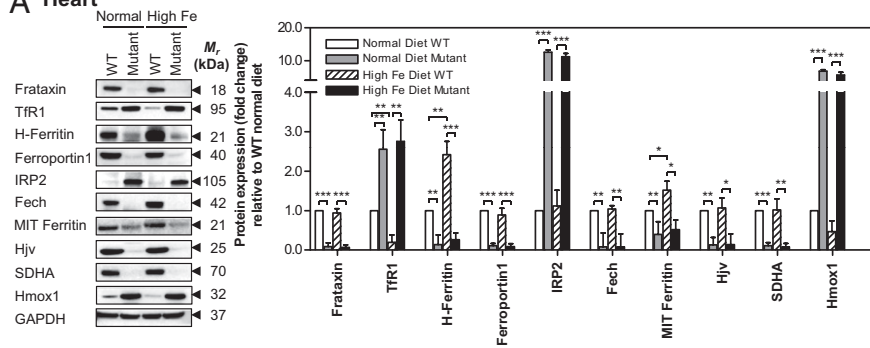 A Heart
Normal High Fe
WT Mutant WT Mutant Mr (kDa)
Frataxin 18
TfR1 95
H-Ferritin 21
Ferroportin1 40
IRP2 105
Fech 42
MIT Ferritin 21
Hjv 25
SDHA 70
Hmox1 32
GAPDH 37
Protein expression (fold change)
relative to WT normal diet
20.0
10.0
4.0
3.0
2.0
1.0
0.0
Normal Diet WT
Normal Diet Mutant
High Fe Diet WT
High Fe Diet Mutant
*** ***
** ** **
** ** ***
*** ***
*** ***
** **
* ** *
** *
*** **
*** ***
Frataxin
TfR1
H-Ferritin
Ferroportin1
IRP2
Fech
MIT Ferritin
Hjv
SDHA
Hmox1